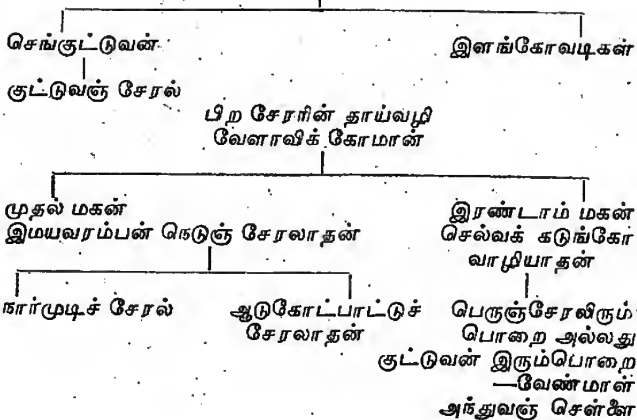 செங்குட்டுவன் இளங்கோவடிகள்
குட்டுவஞ் சேரல்
பிற சேரரின் தாய்வழி
வேளாவிக் கோமான்
முதல் மகன் இரண்டாம் மகன்
இமயவரம்பன் நெடுஞ் சேரலாதன் செல்வக் கடுங்கோ
வாழியாதன்
நார்முடிச் சேரல் ஆடுகோட்பாட்டுச் பெருஞ்சேரலிரும்
சேரலாதன் பொறை அல்லது
குட்டுவன் இரும்பொறை
—வேண்மாள்
அந்துவஞ் செள்ளை